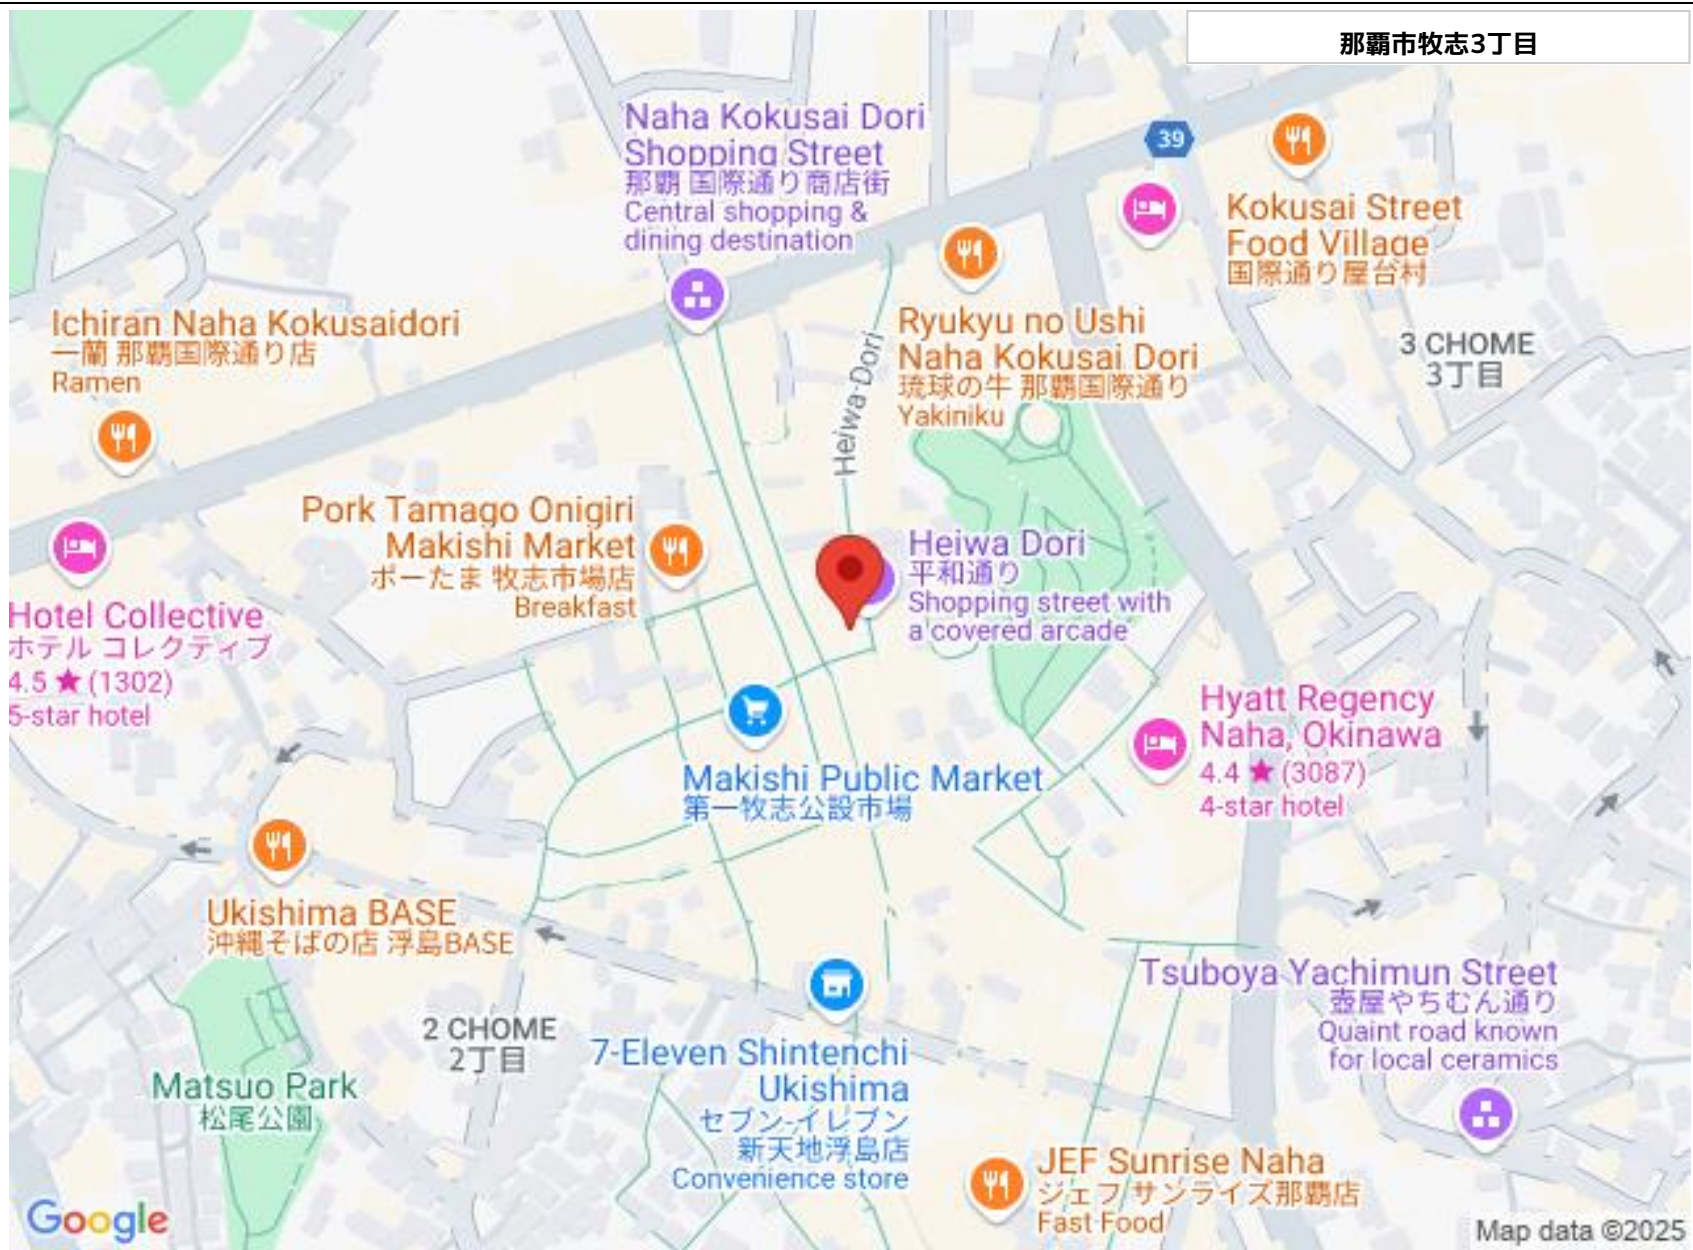 那覇市牧志3丁目
Naha Kokusai Dori
Shopping Street
那覇 国際通り商店街
Central shopping &
dining destination
39
Kokusai Street
Food Village
国際通り屋台村
Ichiran Naha Kokusaidori
一蘭 那覇国際通り店
Ramen
Ryukyu no Ushi
Naha Kokusai Dori
琉球の牛 那覇国際通り
Yakiniku
3 CHOME
3丁目
Heiwa-Dori
Pork Tamago Onigiri
Makishi Market
ポーたま 牧志市場店
Breakfast
Heiwa Dori
平和通り
Shopping street with
a covered arcade
Hotel Collective
ホテル コレクティブ
4.5 ★ (1302)
5-star hotel
Hyatt Regency
Naha, Okinawa
4.4 ★ (3087)
4-star hotel
Makishi Public Market
第一牧志公設市場
Ukishima BASE
沖縄そばの店 浮島BASE
Tsuboya Yachimun Street
壺屋やちむん通り
Quaint road known
for local ceramics
2 CHOME
2丁目
7-Eleven Shintenchi
Ukishima
セブン-イレブン
新天地浮島店
Convenience store
Matsuo Park
松尾公園
JEF Sunrise Naha
ジェフ サンライズ那覇店
Fast Food
Google
Map data ©2025